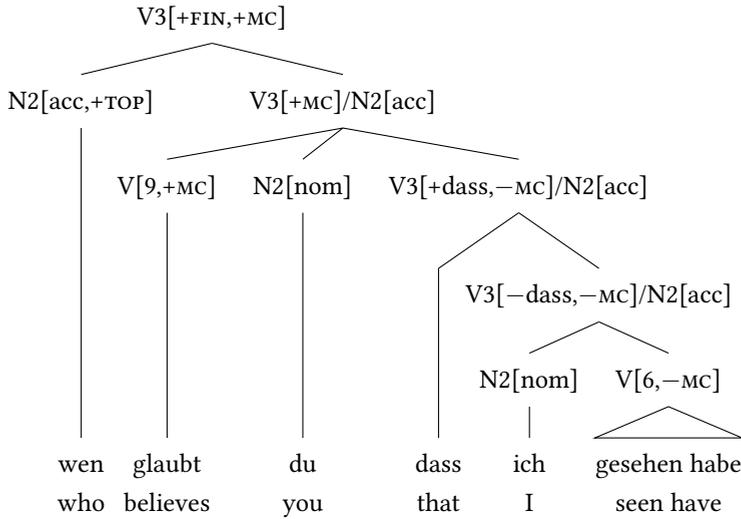 V3[+FIN,+MC]
N2[acc,+TOP] V3[+MC]/N2[acc]
V[9,+MC] N2[nom] V3[+dass,−MC]/N2[acc]
V3[−dass,−MC]/N2[acc]
N2[nom] V[6,−MC]
wen glaubt du dass ich gesehen habe
who believes you that I seen have